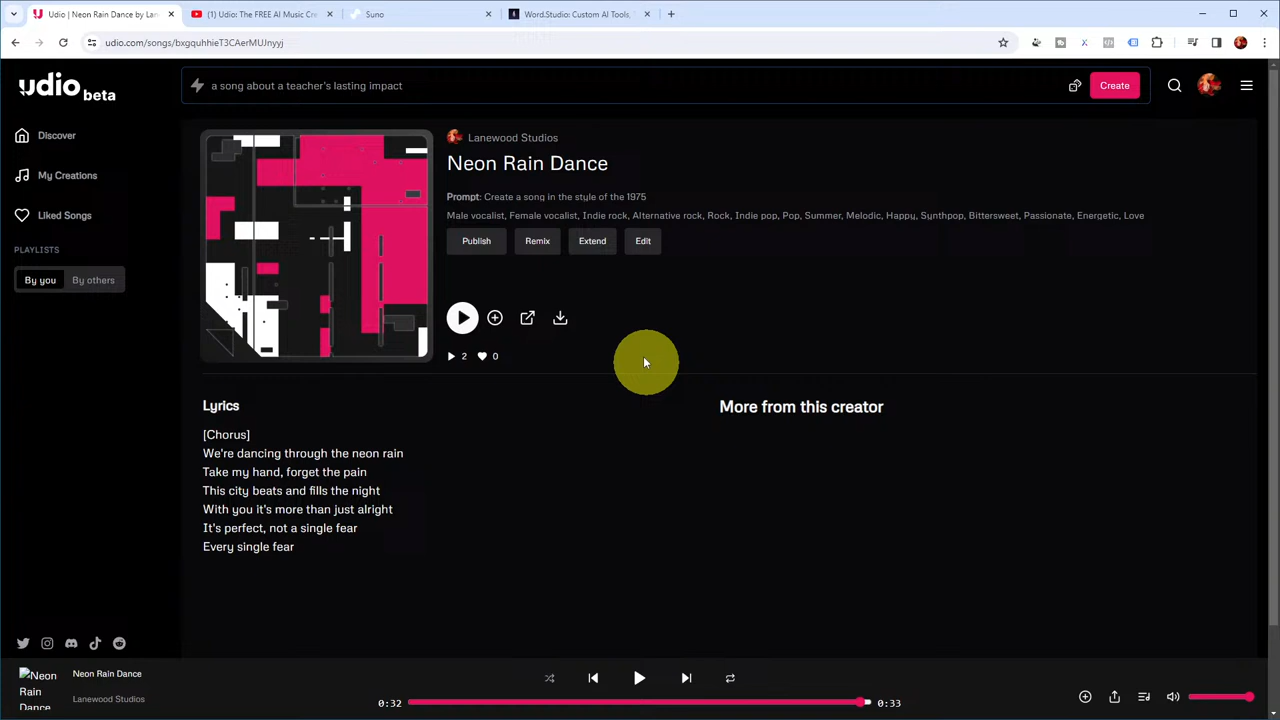 Udio | Neon Rain Dance by Lan
(1) Udio: The FREE AI Music Cre
Suno
Word.Studio: Custom AI Tools,
udio.com/songs/bxgquhhieT3CAerMUJnyyj
udio beta
a song about a teacher's lasting impact
Create
Discover
My Creations
Liked Songs
PLAYLISTS
By you
By others
Lanewood Studios
Neon Rain Dance
Prompt: Create a song in the style of the 1975
Male vocalist, Female vocalist, Indie rock, Alternative rock, Rock, Indie pop, Pop, Summer, Melodic, Happy, Synthpop, Bittersweet, Passionate, Energetic, Love
Publish
Remix
Extend
Edit
2
0
Lyrics
[Chorus]
We're dancing through the neon rain
Take my hand, forget the pain
This city beats and fills the night
With you it's more than just alright
It's perfect, not a single fear
Every single fear
More from this creator
Neon
Rain
Dance
Neon Rain Dance
Lanewood Studios
0:32
0:33